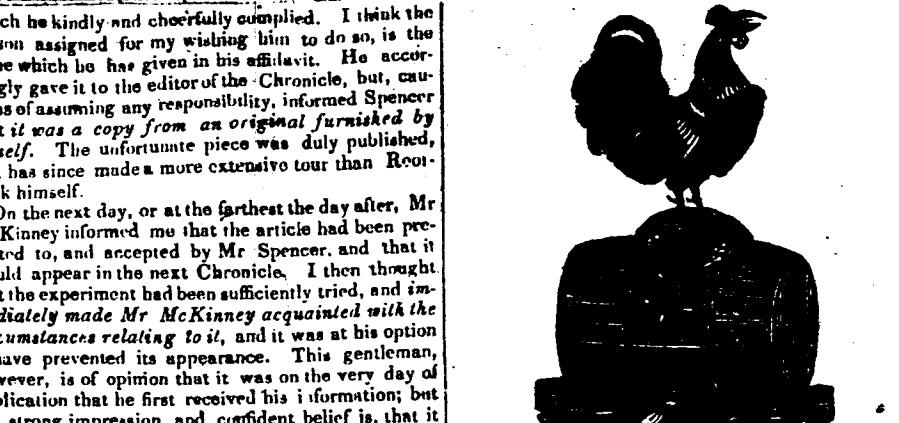 ch he kindly and cheerfully complied. I think the
son assigned for my wishing him to do so, is the
ne which he has given in his affidavit. He accor-
gly gave it to the editor of the Chronicle, but, cau-
s of assuming any responsibility, informed Spencer
t it was a copy from an original furnished by
self. The unfortunate piece was duly published,
has since made a more extensive tour than Roor-
k himself.
On the next day, or at the farthest the day after, Mr
Kinney informed me that the article had been pre-
ted to, and accepted by Mr Spencer. and that it
uld appear in the next Chronicle. I then thought
t the experiment had been sufficiently tried, and im-
diately made Mr McKinney acquainted with the
cumstances relating to it, and it was at his option
have prevented its appearance. This gentleman,
wever, is of opinion that it was on the very day of
blication that he first received his i formation; but
strong impression and confident belief is, that it